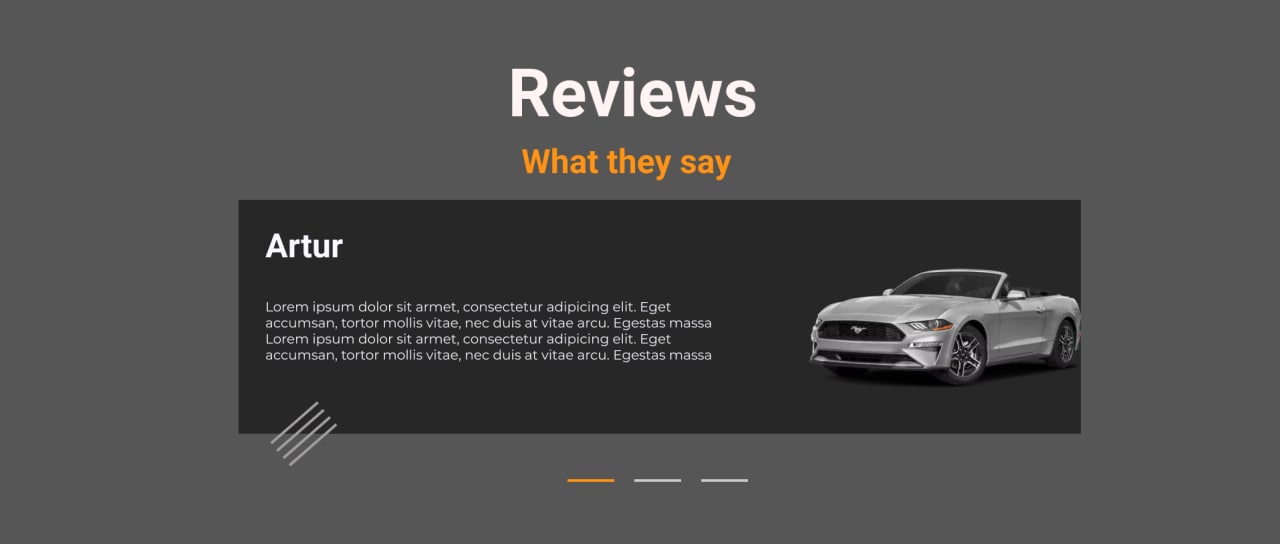 Reviews
What they say
Artur
Lorem ipsum dolor sit armet, consectetur adipicing elit. Eget
accumsan, tortor mollis vitae, nec duis at vitae arcu. Egestas massa
Lorem ipsum dolor sit armet, consectetur adipicing elit. Eget
accumsan, tortor mollis vitae, nec duis at vitae arcu. Egestas massa